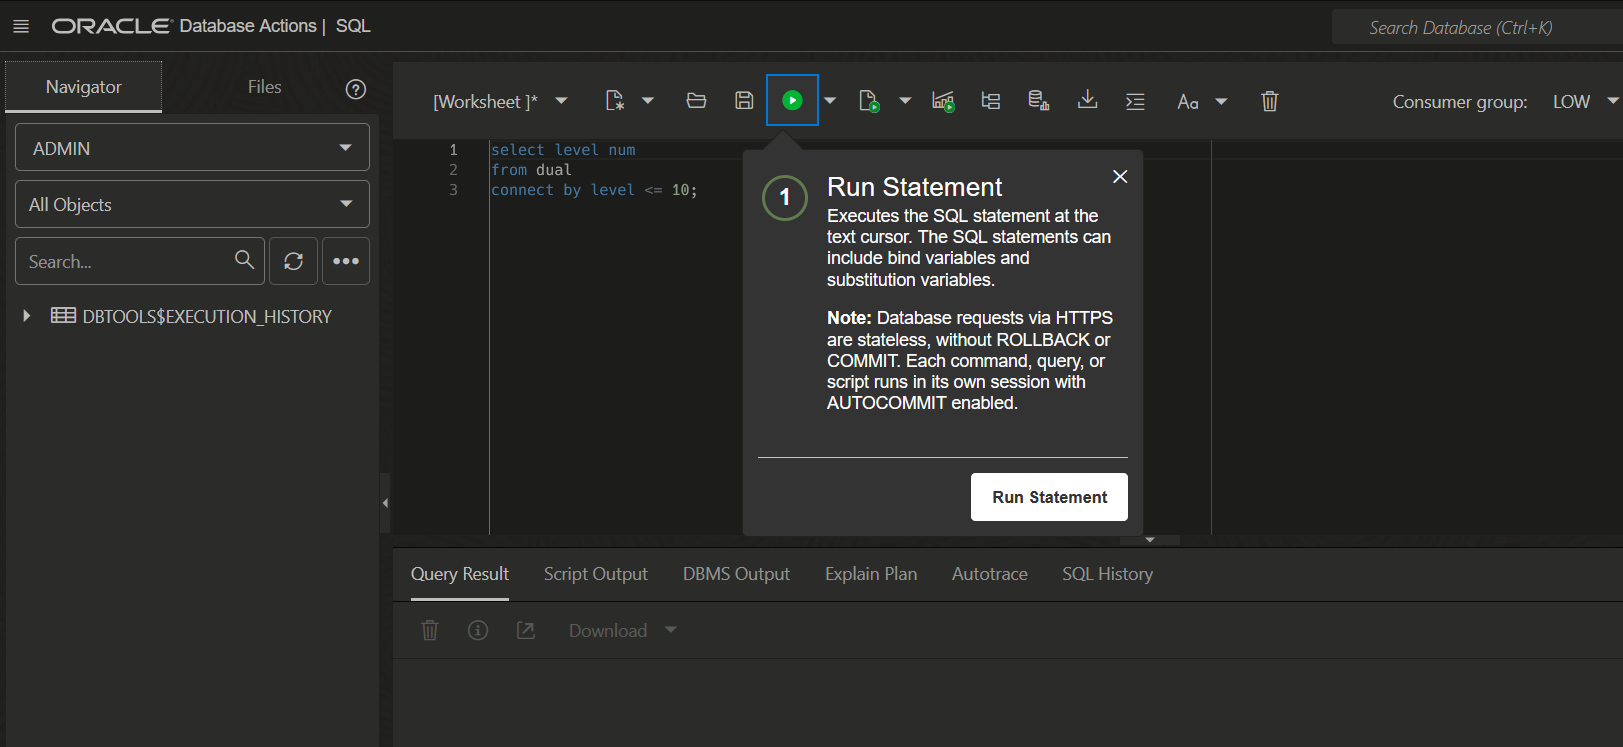 ORACLE Database Actions | SQL
Search Database (Ctrl+K)
Navigator
Files
ADMIN
All Objects
Search...
DBTOOLS$EXECUTION_HISTORY
[Worksheet ]*
Aa
Consumer group: LOW
1 select level num
2 from dual
3 connect by level <= 10;
1
Run Statement
Executes the SQL statement at the
text cursor. The SQL statements can
include bind variables and
substitution variables.
Note: Database requests via HTTPS
are stateless, without ROLLBACK or
COMMIT. Each command, query, or
script runs in its own session with
AUTOCOMMIT enabled.
Run Statement
Query Result
Script Output
DBMS Output
Explain Plan
Autotrace
SQL History
Download